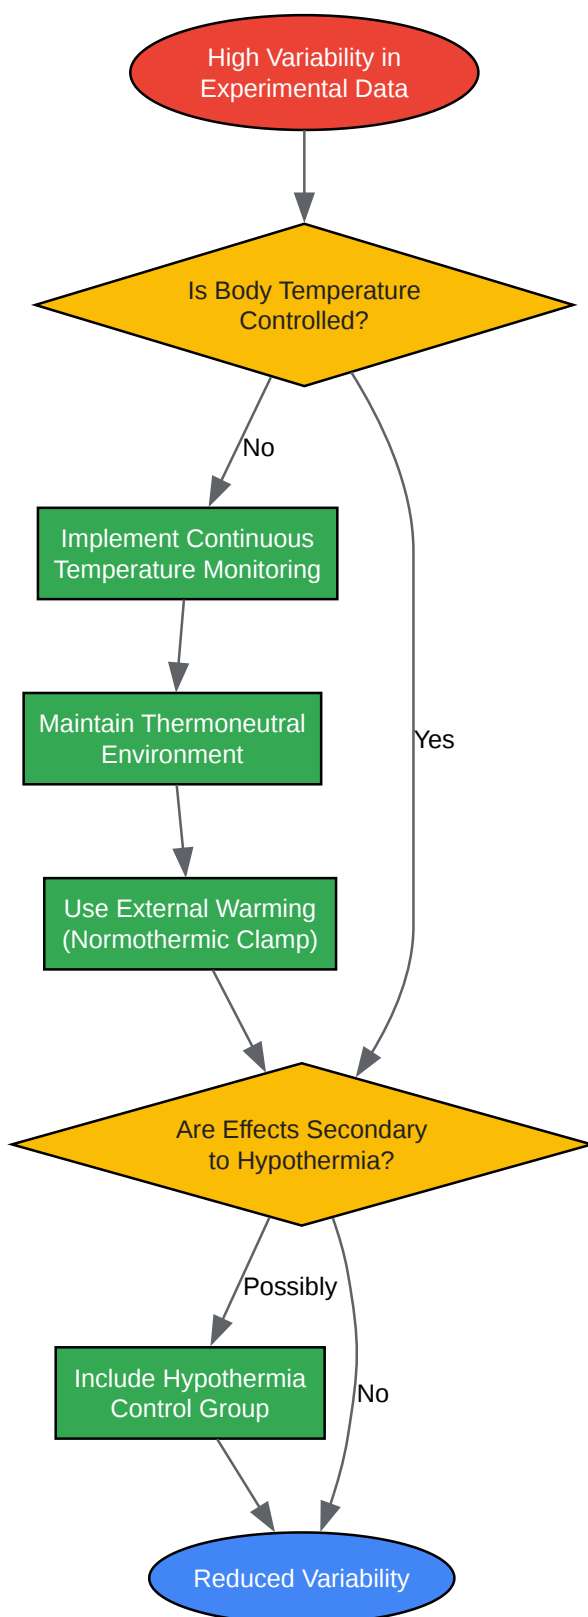 High Variability in
Experimental Data
Is Body Temperature
Controlled?
No
Implement Continuous
Temperature Monitoring
Maintain Thermoneutral
Environment
Yes
Use External Warming
(Normothermic Clamp)
Are Effects Secondary
to Hypothermia?
Possibly
Include Hypothermia
Control Group
No
Reduced Variability